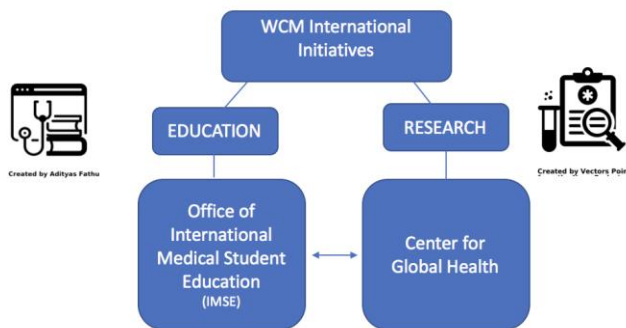 WCM International
Initiatives
EDUCATION
RESEARCH
Created by Adityas Fathu
Created by Vectors Poin
Office of
International
Medical Student
Education
(IMSE)
Center for
Global Health